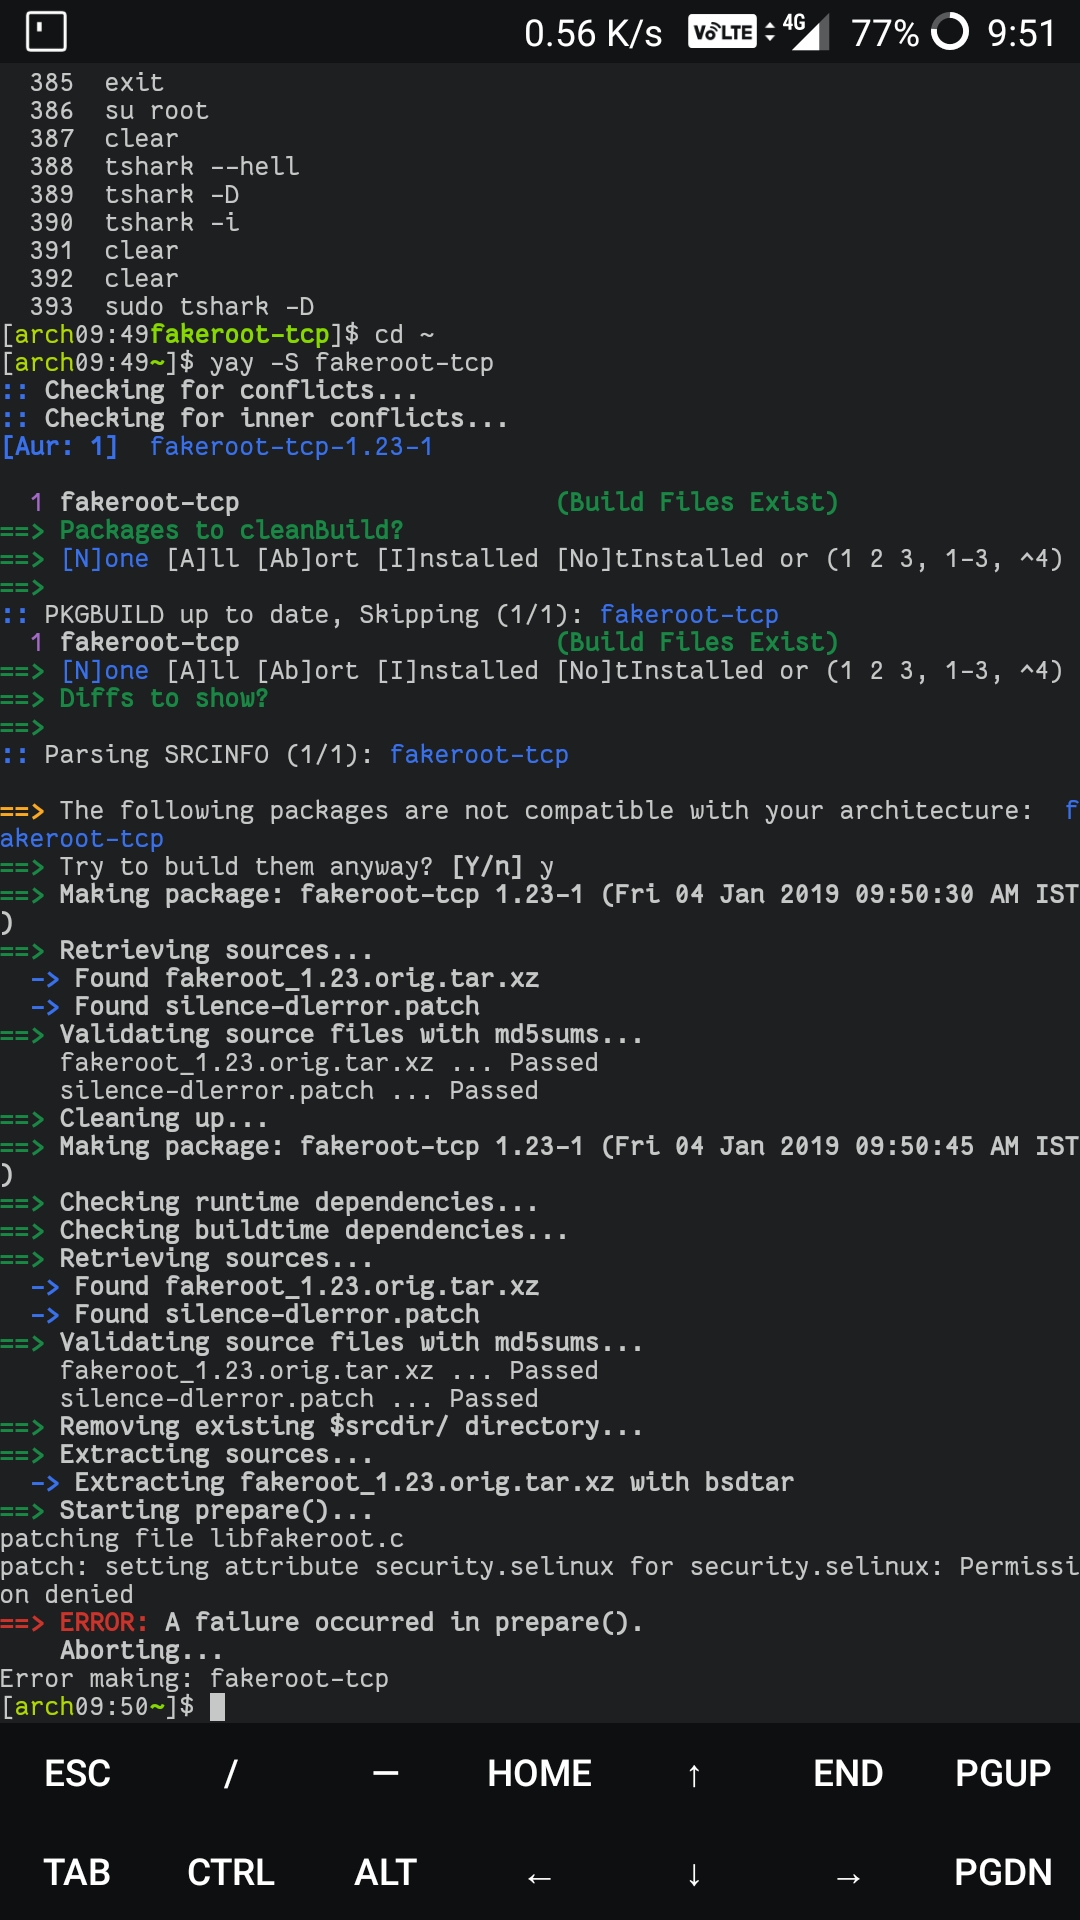 0.56 K/s VoLTE 4G 77% 9:51
385 exit
386 su root
387 clear
388 tshark --hell
389 tshark -D
390 tshark -i
391 clear
392 clear
393 sudo tshark -D
[arch09:49fakeroot-tcp]$ cd ~
[arch09:49~]$ yay -S fakeroot-tcp
:: Checking for conflicts...
:: Checking for inner conflicts...
[Aur: 1] fakeroot-tcp-1.23-1
1 fakeroot-tcp (Build Files Exist)
==> Packages to cleanBuild?
==> [N]one [A]ll [Ab]ort [I]nstalled [No]tInstalled or (1 2 3, 1-3, ^4)
==>
:: PKGBUILD up to date, Skipping (1/1): fakeroot-tcp
1 fakeroot-tcp (Build Files Exist)
==> [N]one [A]ll [Ab]ort [I]nstalled [No]tInstalled or (1 2 3, 1-3, ^4)
==> Diffs to show?
==>
:: Parsing SRCINFO (1/1): fakeroot-tcp
==> The following packages are not compatible with your architecture: f
akeroot-tcp
==> Try to build them anyway? [Y/n] y
==> Making package: fakeroot-tcp 1.23-1 (Fri 04 Jan 2019 09:50:30 AM IST
)
==> Retrieving sources...
-> Found fakeroot_1.23.orig.tar.xz
-> Found silence-dlerror.patch
==> Validating source files with md5sums...
fakeroot_1.23.orig.tar.xz ... Passed
silence-dlerror.patch ... Passed
==> Cleaning up...
==> Making package: fakeroot-tcp 1.23-1 (Fri 04 Jan 2019 09:50:45 AM IST
)
==> Checking runtime dependencies...
==> Checking buildtime dependencies...
==> Retrieving sources...
-> Found fakeroot_1.23.orig.tar.xz
-> Found silence-dlerror.patch
==> Validating source files with md5sums...
fakeroot_1.23.orig.tar.xz ... Passed
silence-dlerror.patch ... Passed
==> Removing existing $srcdir/ directory...
==> Extracting sources...
-> Extracting fakeroot_1.23.orig.tar.xz with bsdtar
==> Starting prepare()...
patching file libfakeroot.c
patch: setting attribute security.selinux for security.selinux: Permissi
on denied
==> ERROR: A failure occurred in prepare().
Aborting...
Error making: fakeroot-tcp
[arch09:50~]$
ESC / — HOME ↑ END PGUP
TAB CTRL ALT ← ↓ → PGDN